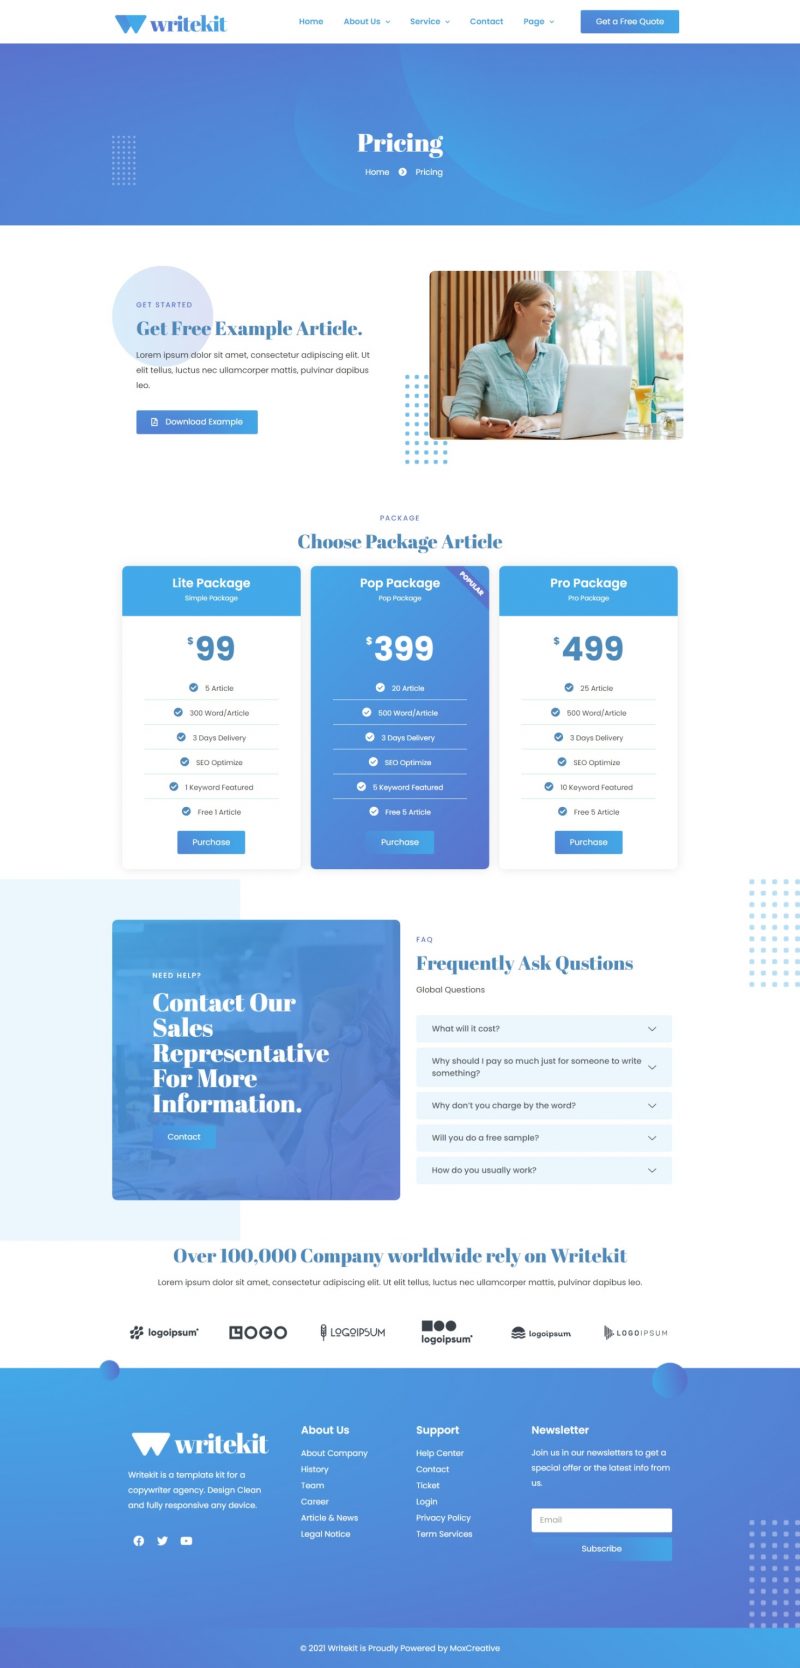 writekit
Home About Us Service Contact Page Get a Free Quote
Pricing
Home Pricing
GET STARTED
Get Free Example Article.
Lorem ipsum dolor sit amet, consectetur adipiscing elit. Ut
elit tellus, luctus nec ullamcorper mattis, pulvinar dapibus
leo.
Download Example
PACKAGE
Choose Package Article
Lite Package
Simple Package
$99
5 Article
300 Word/Article
3 Days Delivery
SEO Optimize
1 Keyword Featured
Free 1 Article
Purchase
Pop Package
Pop Package
POPULAR
$399
20 Article
500 Word/Article
3 Days Delivery
SEO Optimize
5 Keyword Featured
Free 5 Article
Purchase
Pro Package
Pro Package
$499
25 Article
500 Word/Article
3 Days Delivery
SEO Optimize
10 Keyword Featured
Free 5 Article
Purchase
NEED HELP?
Contact Our
Sales
Representative
For More
Information.
Contact
FAQ
Frequently Ask Qustions
Global Questions
What will it cost?
Why should I pay so much just for someone to write
something?
Why don't you charge by the word?
Will you do a free sample?
How do you usually work?
Over 100,000 Company worldwide rely on Writekit
Lorem ipsum dolor sit amet, consectetur adipiscing elit. Ut elit tellus, luctus nec ullamcorper mattis, pulvinar dapibus leo.
logoipsum LOGO LOGOIPSUM logoipsum logoipsum LOGOIPSUM
writekit
Writekit is a template kit for a
copywriter agency. Design Clean
and fully responsive any device.
About Us
About Company
History
Team
Career
Article & News
Legal Notice
Support
Help Center
Contact
Ticket
Login
Privacy Policy
Term Services
Newsletter
Join us in our newsletters to get a
special offer or the latest info from
us.
Email
Subscribe
© 2021 Writekit is Proudly Powered by MoxCreative